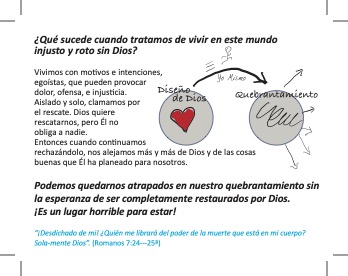 ¿Qué sucede cuando tratamos de vivir en este mundo
injusto y roto sin Dios?
Vivimos con motivos e intenciones,
egoístas, que pueden provocar
dolor, ofensa, e injusticia.
Aislado y solo, clamamos por
el rescate. Dios quiere
rescatarnos, pero Él no
obliga a nadie.
Entonces cuando continuamos
rechazándolo, nos alejamos más y más de Dios y de las cosas
buenas que Él ha planeado para nosotros.
Yo Mismo
Diseño
de Dios
Quebrantamiento
Podemos quedarnos atrapados en nuestro quebrantamiento sin
la esperanza de ser completamente restaurados por Dios.
¡Es un lugar horrible para estar!
“¡Desdichado de mi! ¿Quién me librará del poder de la muerte que está en mi cuerpo?
Sola-mente Dios”. (Romanos 7:24—25ª)